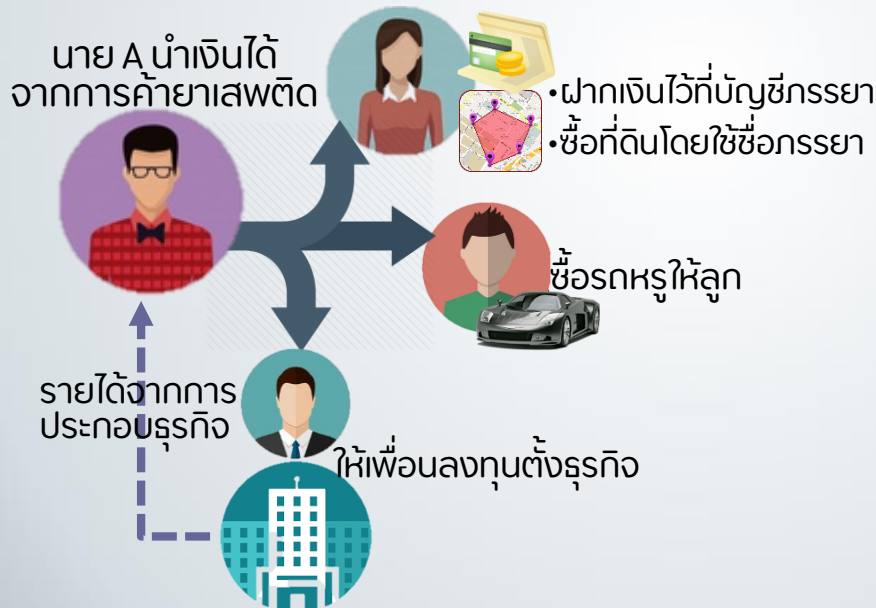 นาย A นำเงินได้
จากการค้ายาเสพติด
•ฝากเงินไว้ที่บัญชีภรรยา
•ซื้อที่ดินโดยใช้ชื่อภรรยา
ซื้อรถหรูให้ลูก
รายได้จากการ
ประกอบธุรกิจ
ให้เพื่อนลงทุนตั้งธุรกิจ